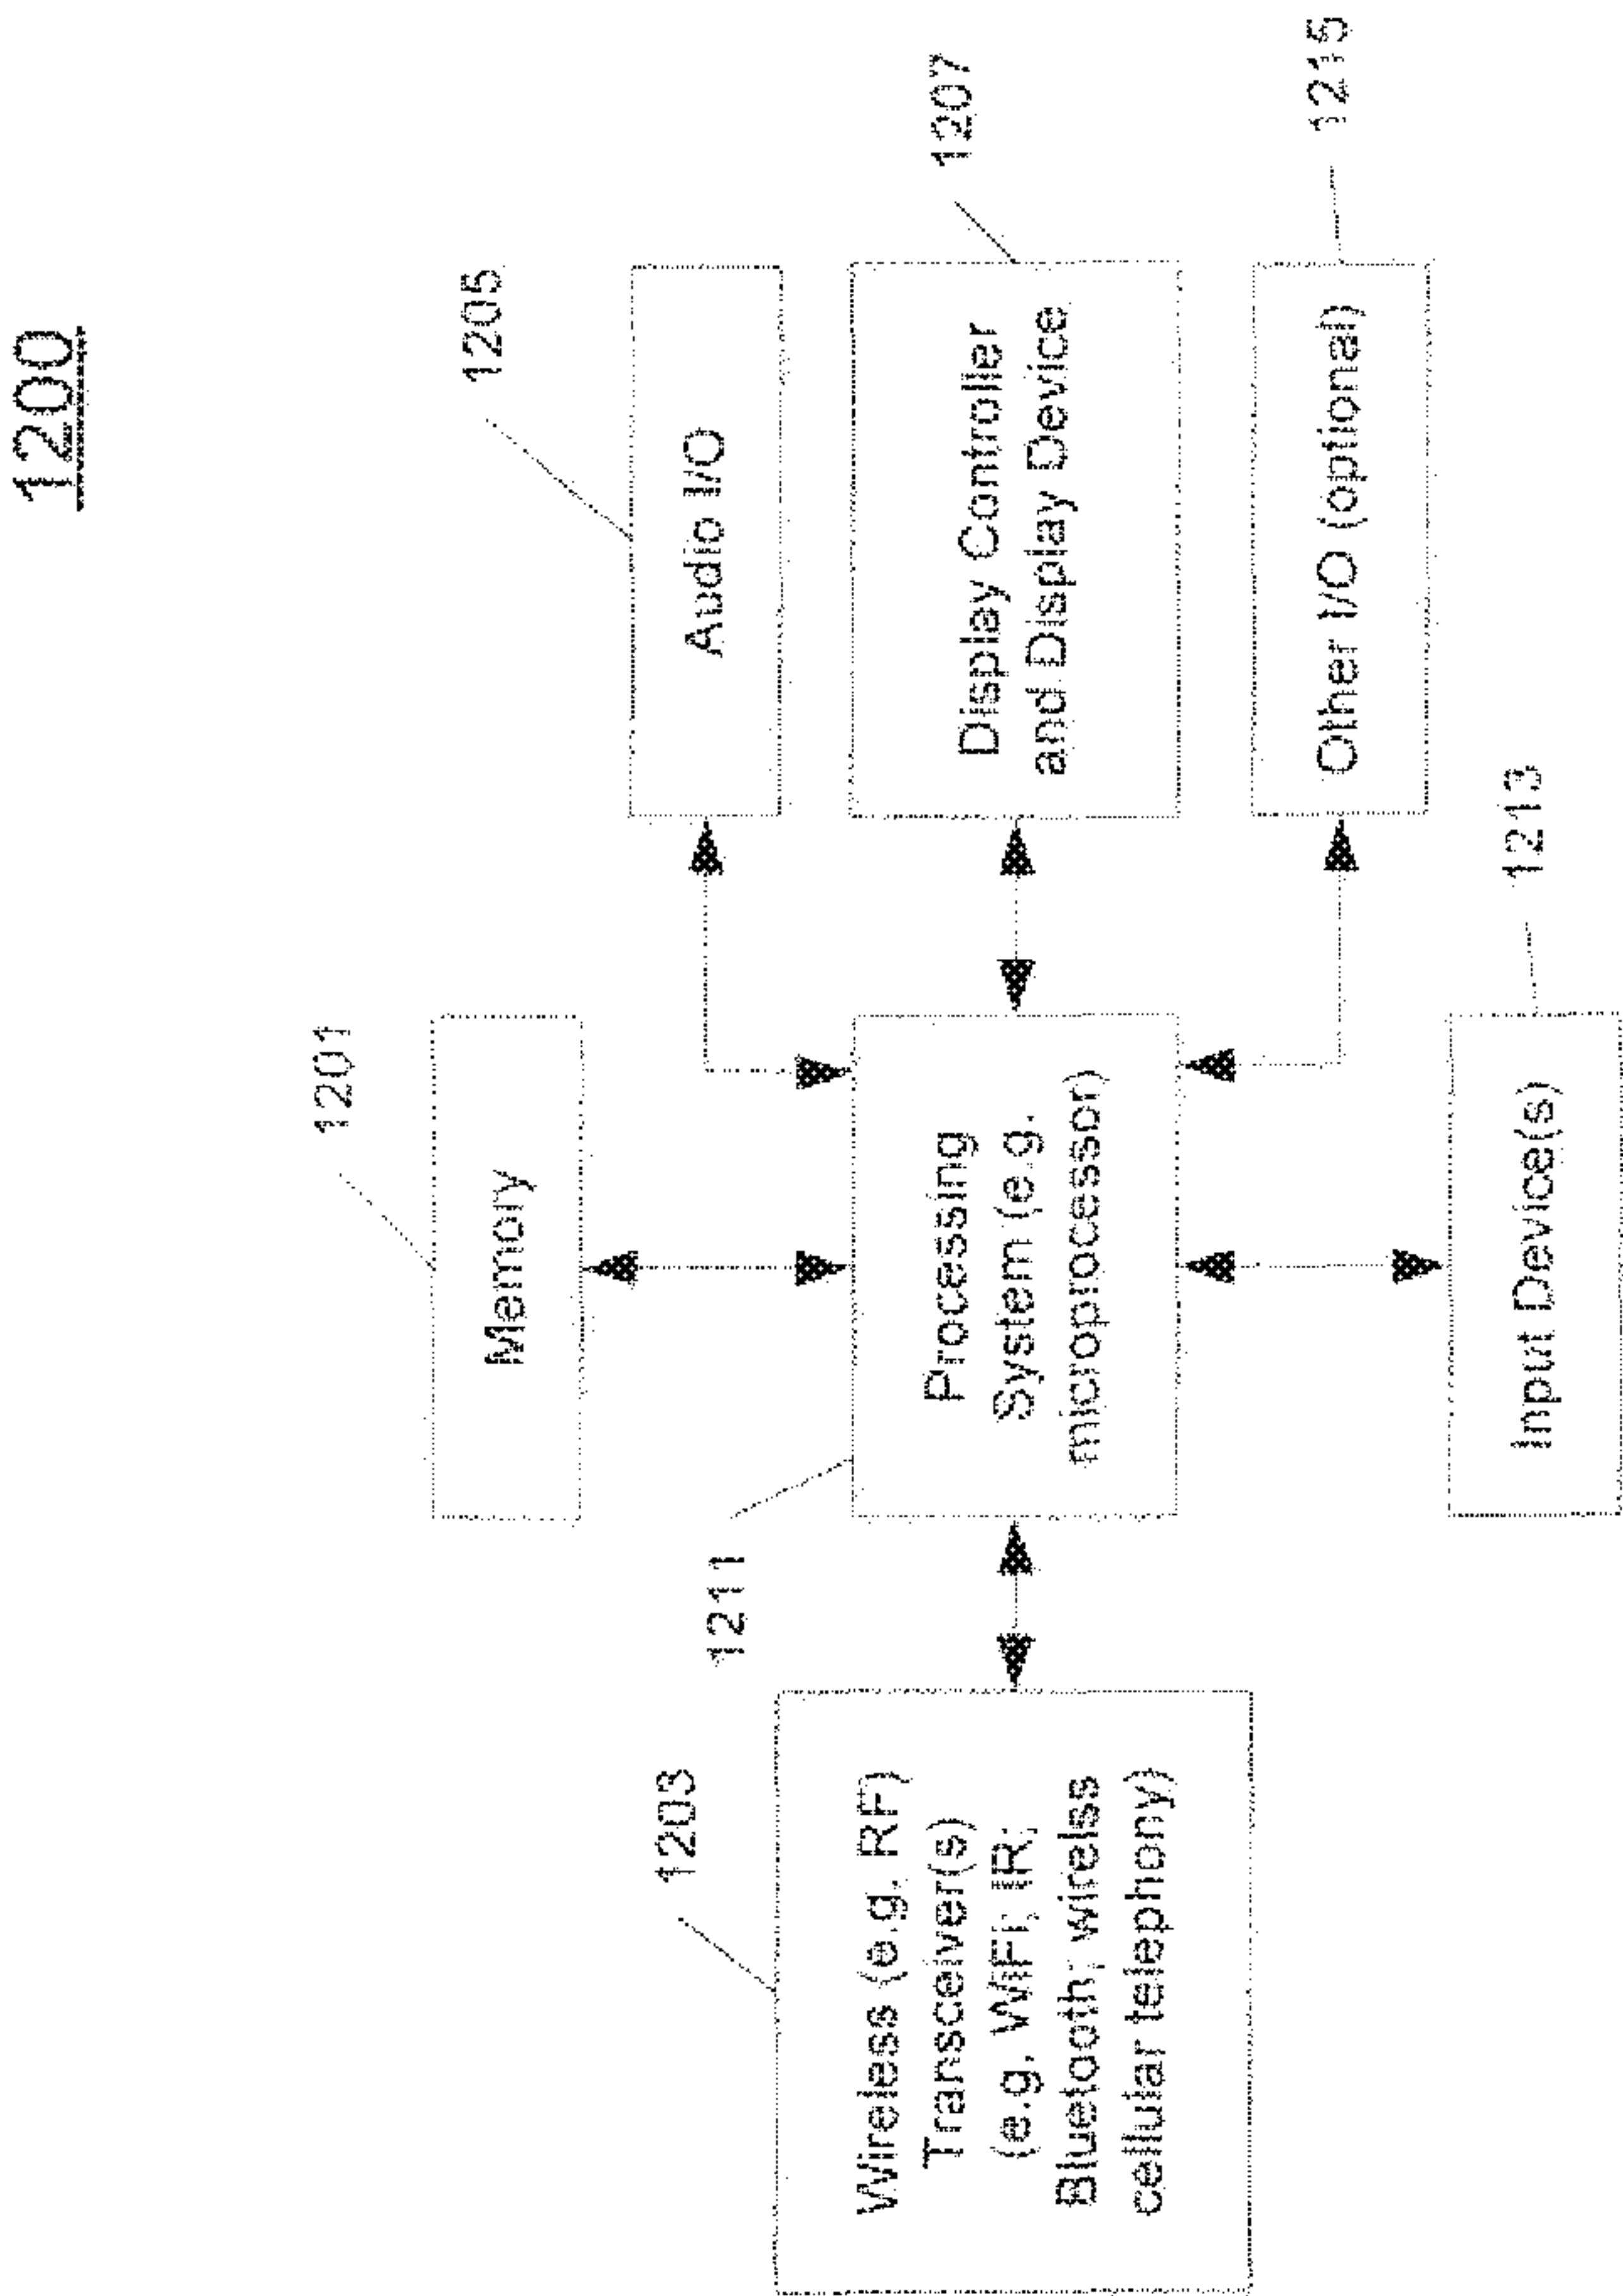 1200
1201
Memory
1205
Audio I/O
1203
Wireless (e.g. RF)
Transceiver(s)
(e.g. WiFi; IR;
Bluetooth; wirelss
cellular telephony)
1211
Processing
System (e.g.
microprocessor)
Display Controller
and Display Device
1207
Input Device(s)
1213
Other I/O (optional)
1215